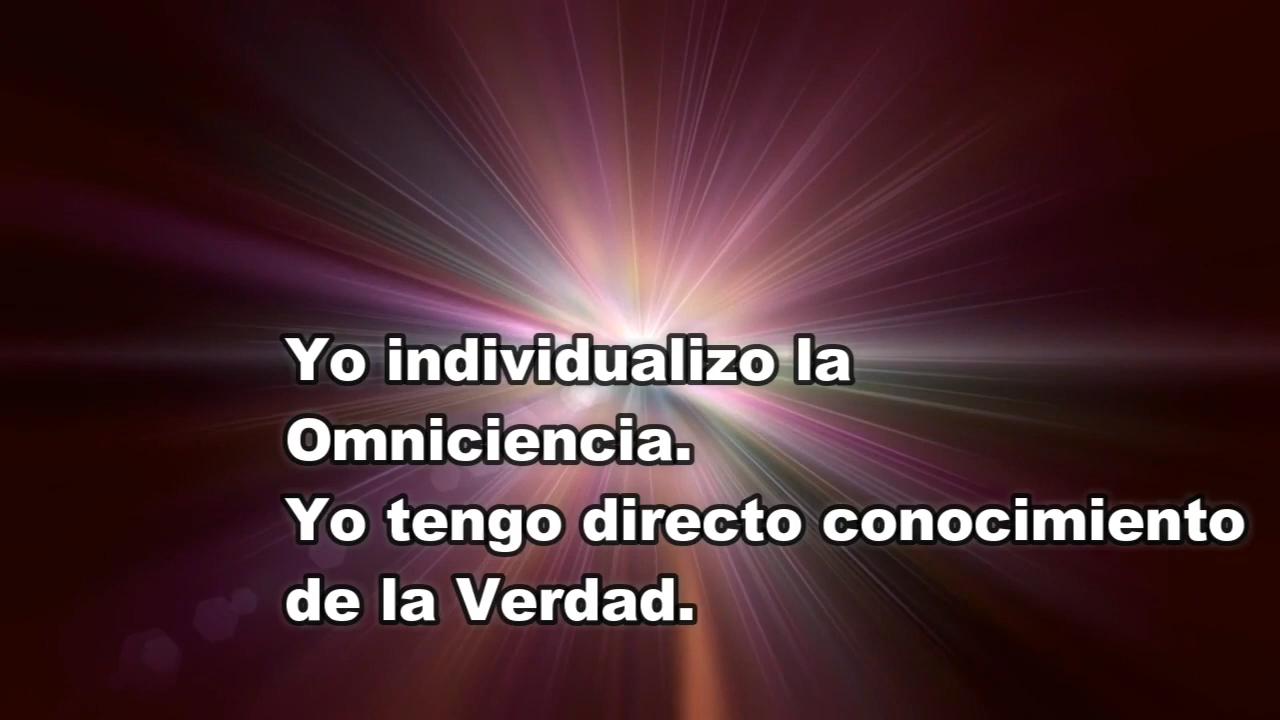 Yo individualizo la
Omniciencia.
Yo tengo directo conocimiento
de la Verdad.